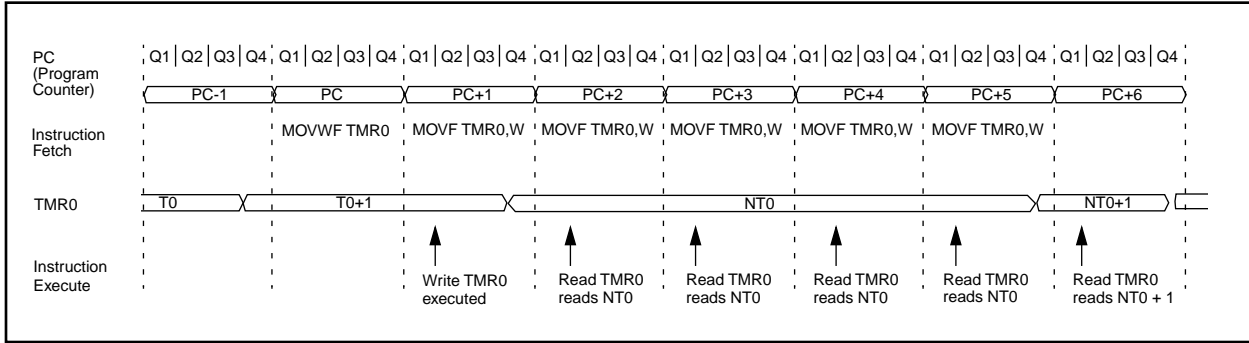 PC
(Program
Counter)
Q1 Q2 Q3 Q4 Q1 Q2 Q3 Q4 Q1 Q2 Q3 Q4 Q1 Q2 Q3 Q4 Q1 Q2 Q3 Q4 Q1 Q2 Q3 Q4 Q1 Q2 Q3 Q4 Q1 Q2 Q3 Q4
PC-1 PC PC+1 PC+2 PC+3 PC+4 PC+5 PC+6
Instruction
Fetch
MOVWF TMR0 MOVF TMR0,W MOVF TMR0,W MOVF TMR0,W MOVF TMR0,W MOVF TMR0,W
TMR0
T0 T0+1 NT0 NT0+1
Instruction
Execute
Write TMR0
executed
Read TMR0
reads NT0
Read TMR0
reads NT0
Read TMR0
reads NT0
Read TMR0
reads NT0
Read TMR0
reads NT0 + 1